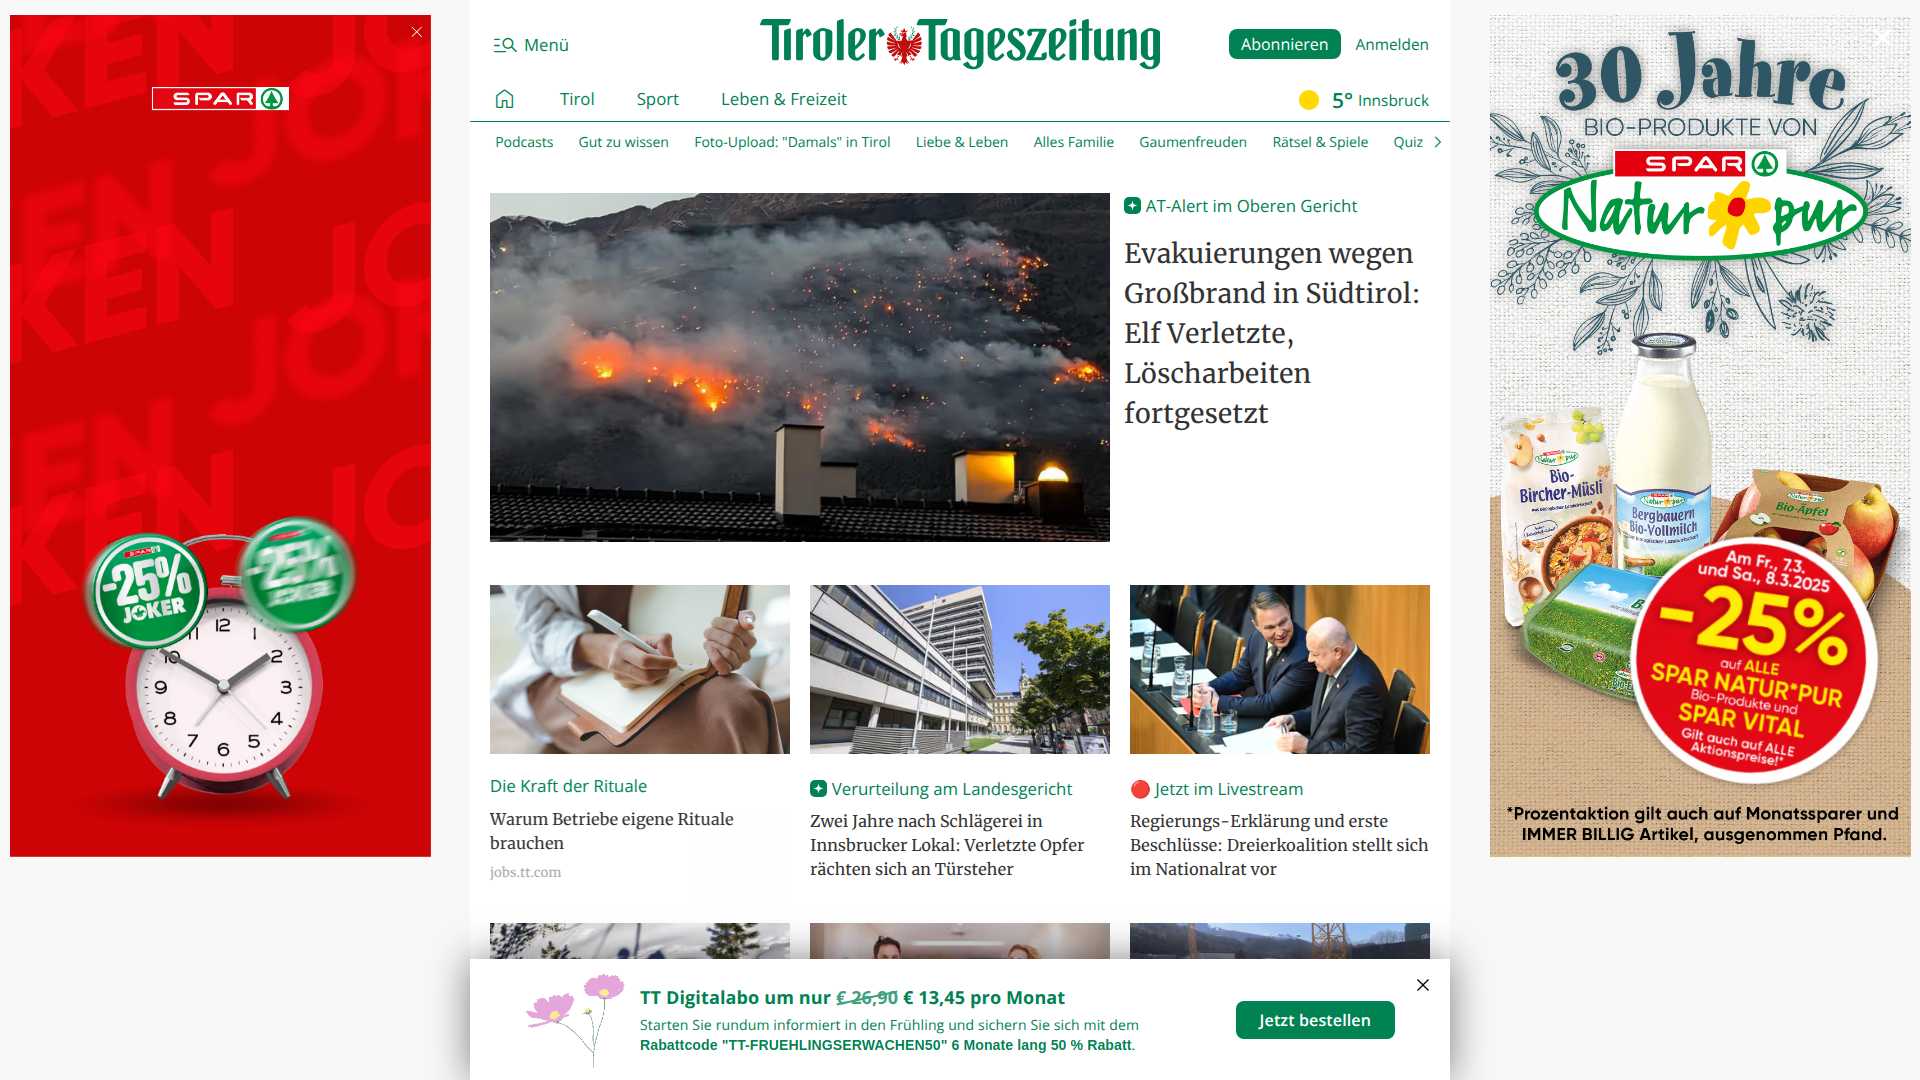 Menü
Tiroler Tageszeitung
Abonnieren
Anmelden
Tirol
Sport
Leben & Freizeit
5° Innsbruck
Podcasts
Gut zu wissen
Foto-Upload: "Damals" in Tirol
Liebe & Leben
Alles Familie
Gaumenfreuden
Rätsel & Spiele
Quiz
AT-Alert im Oberen Gericht
Evakuierungen wegen
Großbrand in Südtirol:
Elf Verletzte,
Löscharbeiten
fortgesetzt
Die Kraft der Rituale
Warum Betriebe eigene Rituale
brauchen
jobs.tt.com
Verurteilung am Landesgericht
Zwei Jahre nach Schlägerei in
Innsbrucker Lokal: Verletzte Opfer
rächten sich an Türsteher
Jetzt im Livestream
Regierungs-Erklärung und erste
Beschlüsse: Dreierkoalition stellt sich
im Nationalrat vor
TT Digitalabo um nur € 26,90 € 13,45 pro Monat
Starten Sie rundum informiert in den Frühling und sichern Sie sich mit dem
Rabattcode "TT-FRUEHLINGSERWACHEN50" 6 Monate lang 50 % Rabatt.
Jetzt bestellen
SPAR
SPAR
-25%
JOKER
-25%
JOKER
12
1
2
3
4
5
6
7
8
9
10
11
30 Jahre
BIO-PRODUKTE VON
SPAR
Natur pur
Natur pur
Bio-
Bircher-Müsli
Natur pur
Bergbauern
Bio-Vollmilch
Natur pur
Bio-Äpfel
Am Fr., 7.3.
und Sa., 8.3.2025
-25%
auf ALLE
SPAR NATUR*PUR
Bio-Produkte und
SPAR VITAL
Gilt auch auf ALLE
Aktionspreise!*
*Prozentaktion gilt auch auf Monatssparer und
IMMER BILLIG Artikel, ausgenommen Pfand.